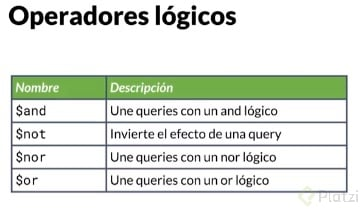 Operadores lógicos
Nombre Descripción
$and Une queries con un and lógico
$not Invierte el efecto de una query
$nor Une queries con un nor lógico
$or Une queries con un or lógico
Platzi